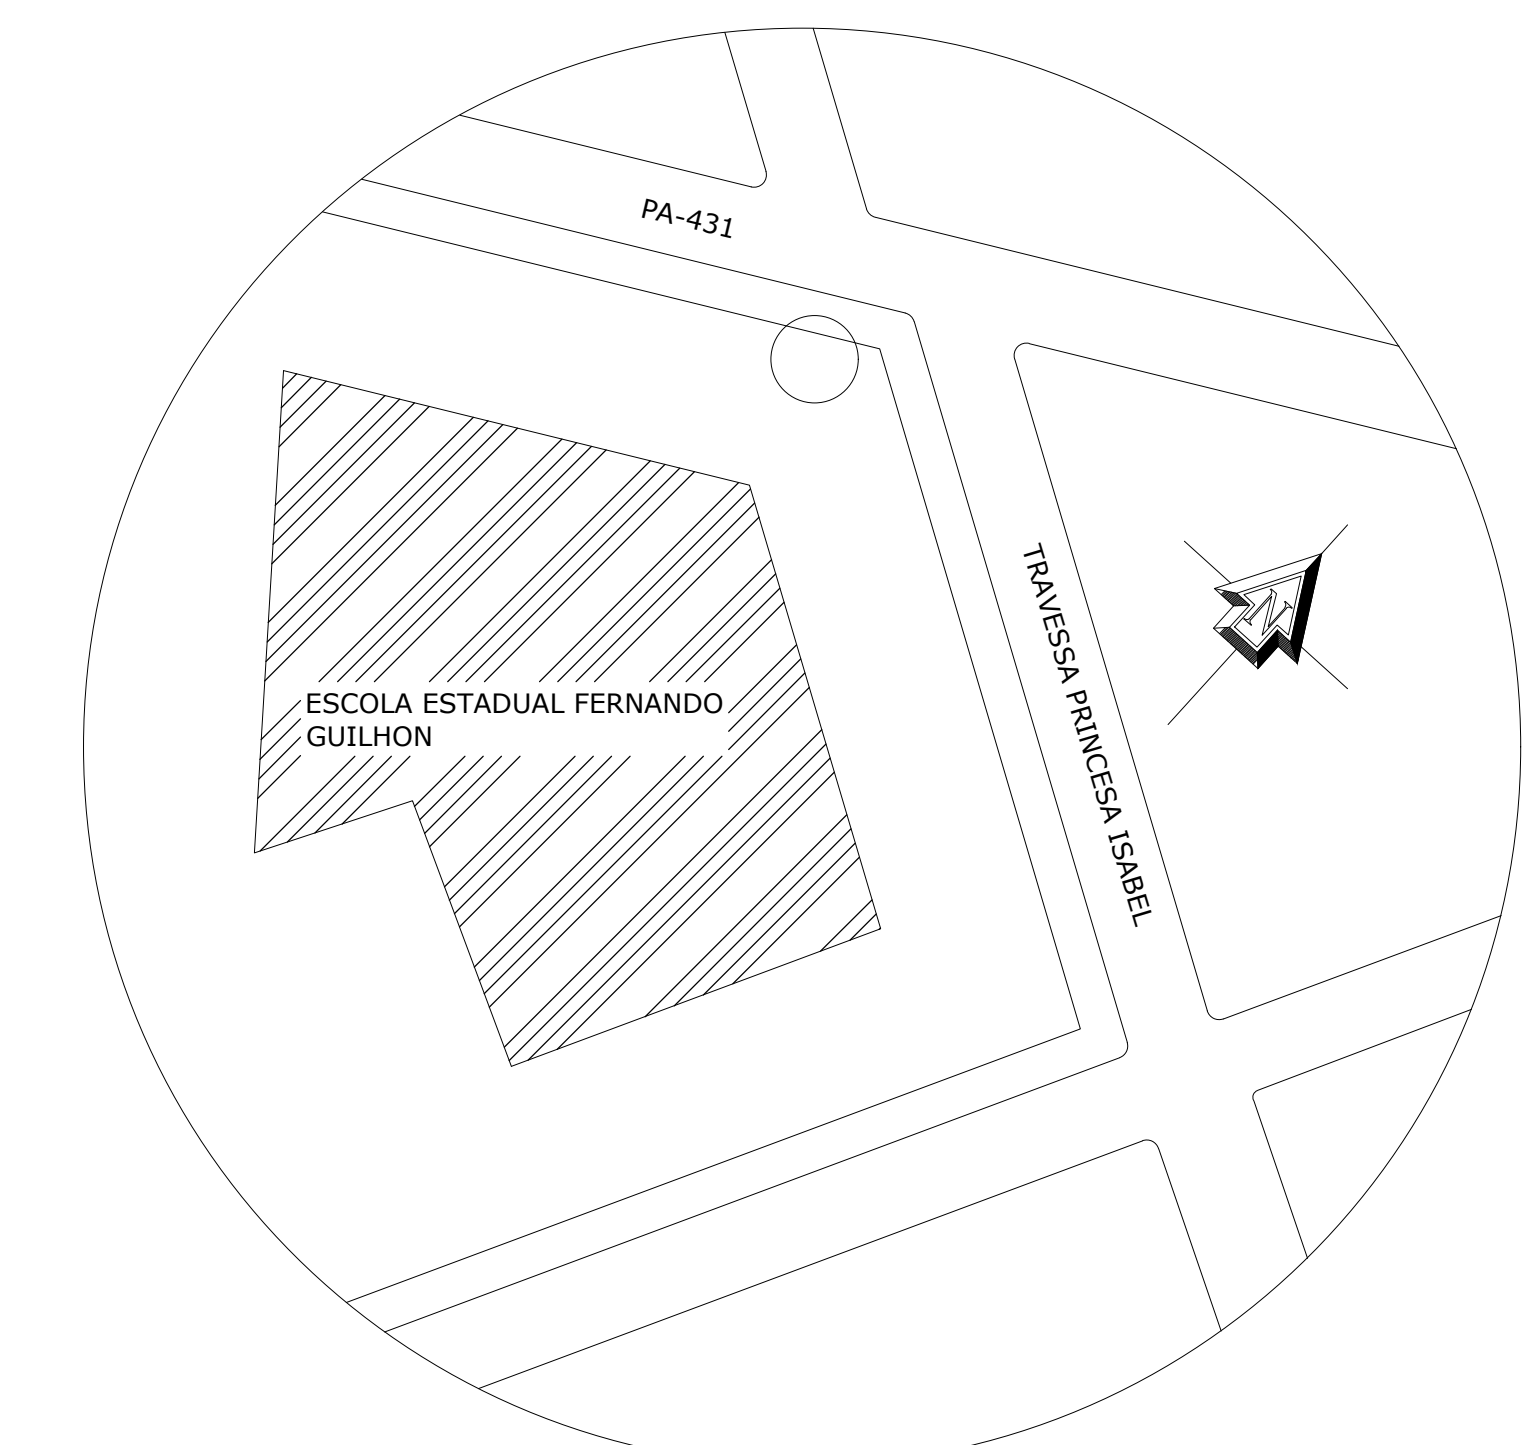 PA-431
TRAVESSA PRINCESA ISABEL
N
ESCOLA ESTADUAL FERNANDO
GUILHON